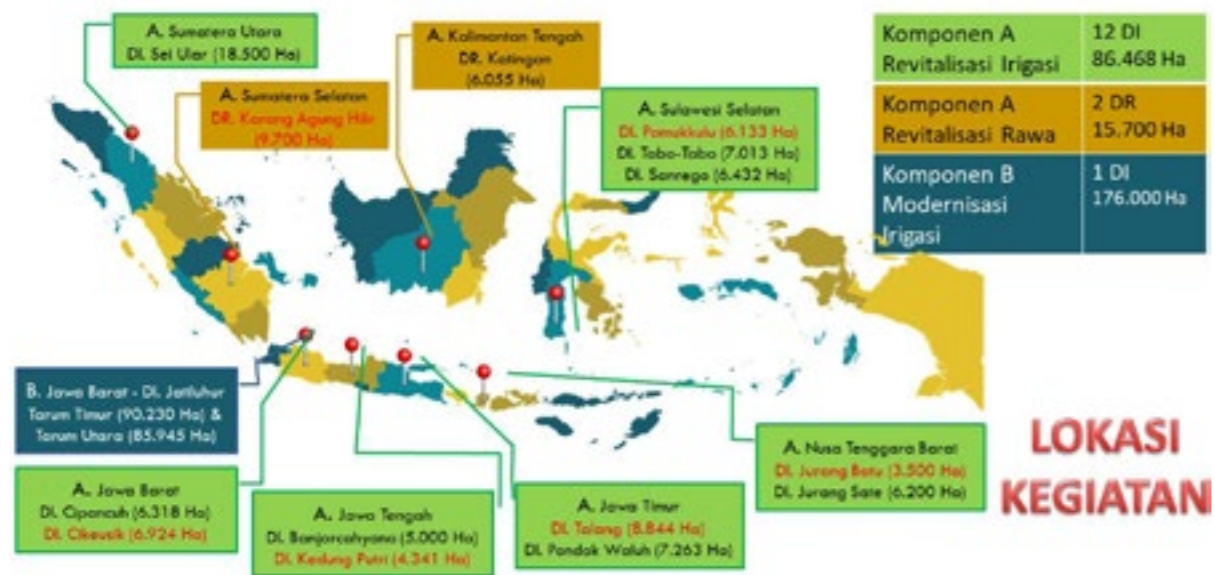 A. Sumatera Utara
DI. Sei Ular (18.500 Ha)
A. Kalimantan Tengah
DR. Katingan
(6.055 Ha)
A. Sumatera Selatan
DR. Karang Agung Hilir
(9.700 Ha)
A. Sulawesi Selatan
DI. Pamukkulu (6.133 Ha)
DI. Tabo-Tabo (7.013 Ha)
DI. Sanrego (6.432 Ha)
Komponen A
Revitalisasi Irigasi
12 DI
86.468 Ha
Komponen A
Revitalisasi Rawa
2 DR
15.700 Ha
Komponen B
Modernisasi
Irigasi
1 DI
176.000 Ha
B. Jawa Barat - DI. Jatiluhur
Tarum Timur (90.230 Ha) &
Tarum Utara (85.945 Ha)
A. Jawa Barat
DI. Cipancuh (6.318 Ha)
DI. Cikeusik (6.924 Ha)
A. Jawa Tengah
DI. Banjarcahyana (5.000 Ha)
DI. Kedung Putri (4.341 Ha)
A. Jawa Timur
DI. Talang (8.844 Ha)
DI. Pondok Waluh (7.263 Ha)
A. Nusa Tenggara Barat
DI. Jurang Batu (3.500 Ha)
DI. Jurang Sate (6.200 Ha)
LOKASI
KEGIATAN